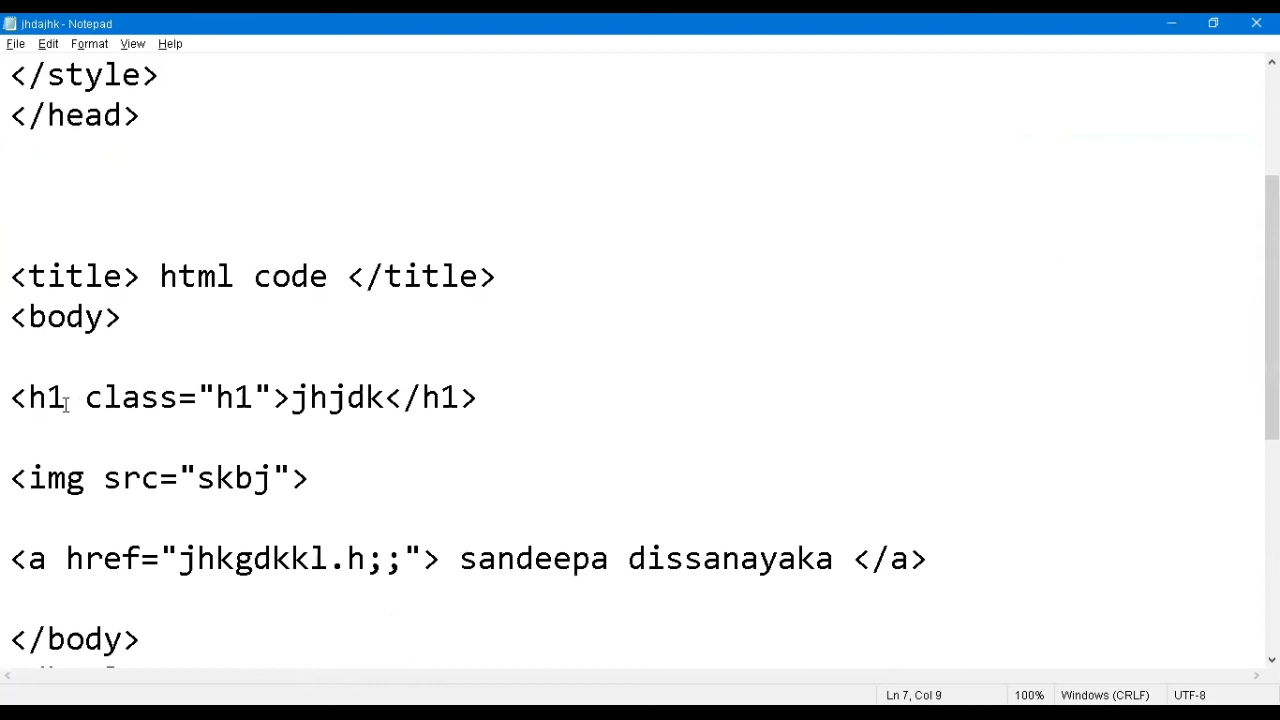 jhdajhk - Notepad
File Edit Format View Help
</style>
</head>
<title> html code </title>
<body>
<h1 class="h1">jhjdk</h1>
<img src="skbj">
<a href="jhkgdkkl.h;;"> sandeepa dissanayaka </a>
</body>
Ln 7, Col 9 100% Windows (CRLF) UTF-8